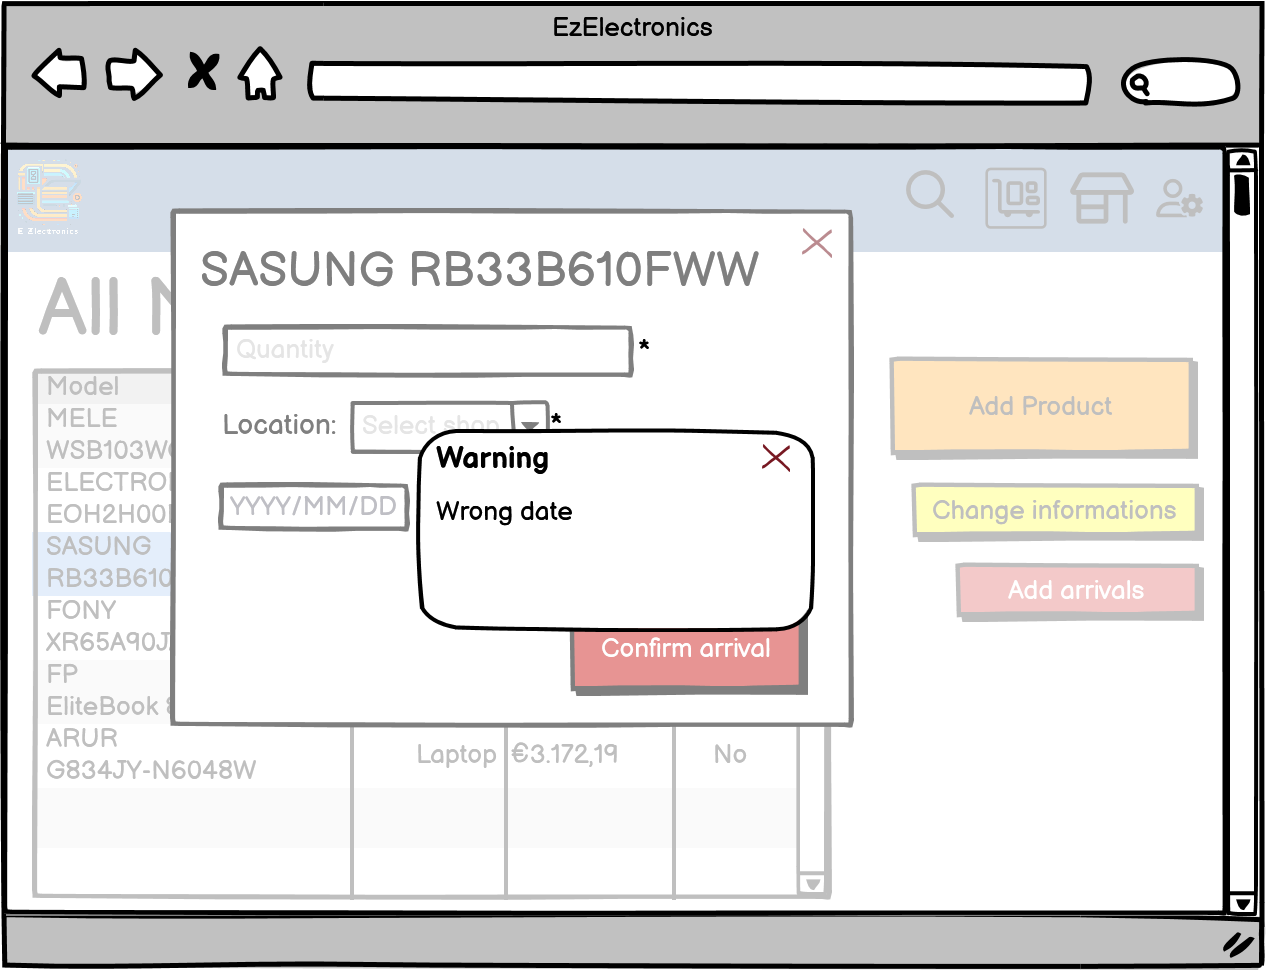 EzElectronics
E Electronics
All
SASUNG RB33B610FWW
Quantity *
Location: Select shop *
YYYY/MM/DD
Warning
Wrong date
Confirm arrival
Add Product
Change informations
Add arrivals
Model
MELE
WSB103W
ELECTRO
EOH2H00
SASUNG
RB33B610
FONY
XR65A90J
FP
EliteBook
ARUR
G834JY-N6048W
Laptop €3.172,19 No